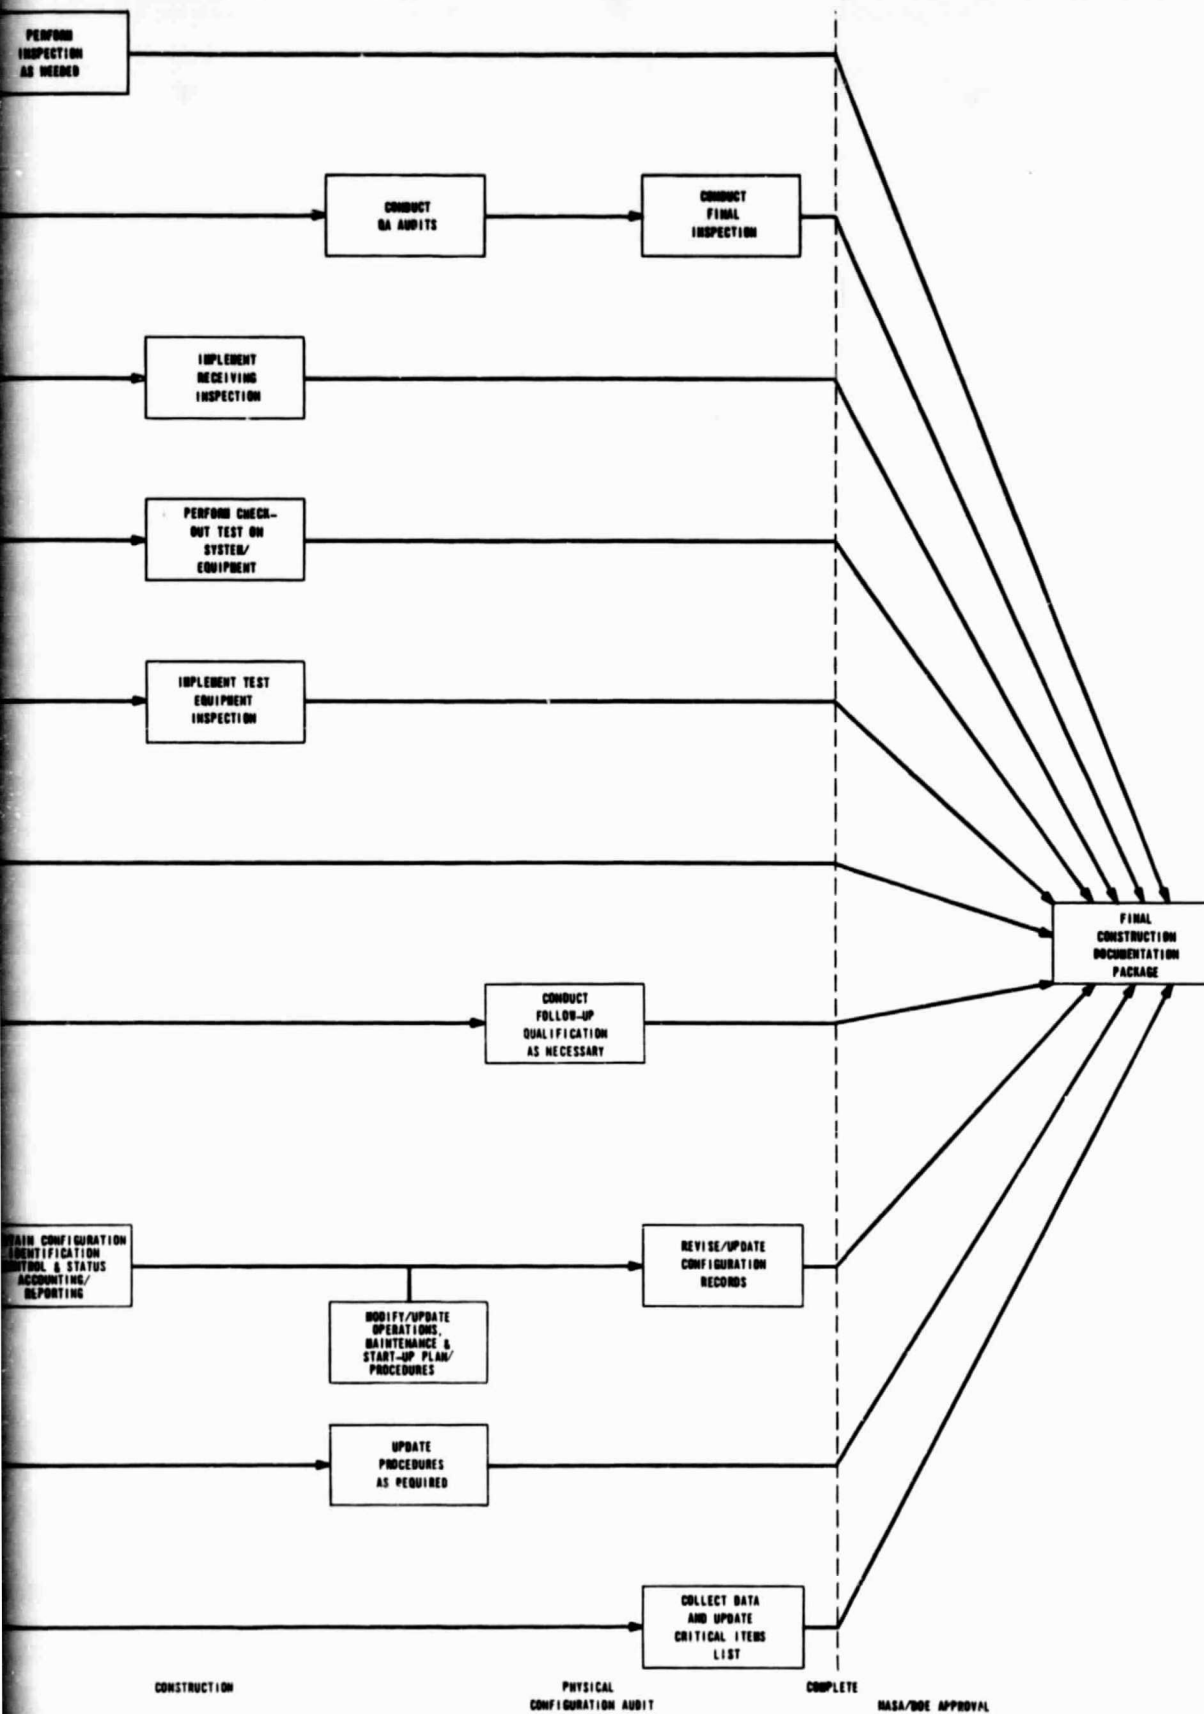 PERFORM
INSPECTION
AS NEEDED
CONDUCT
QA AUDITS
CONDUCT
FINAL
INSPECTION
IMPLEMENT
RECEIVING
INSPECTION
PERFORM CHECK-
OUT TEST ON
SYSTEM/
EQUIPMENT
IMPLEMENT TEST
EQUIPMENT
INSPECTION
FINAL
CONSTRUCTION
DOCUMENTATION
PACKAGE
CONDUCT
FOLLOW-UP
QUALIFICATION
AS NECESSARY
CONFIGURATION
IDENTIFICATION
& STATUS
ACCOUNTING/
REPORTING
REVISE/UPDATE
CONFIGURATION
RECORDS
MODIFY/UPDATE
OPERATIONS,
MAINTENANCE &
START-UP PLAN/
PROCEDURES
UPDATE
PROCEDURES
AS REQUIRED
COLLECT DATA
AND UPDATE
CRITICAL ITEMS
LIST
CONSTRUCTION
PHYSICAL
CONFIGURATION AUDIT
COMPLETE
NASA/DOE APPROVAL